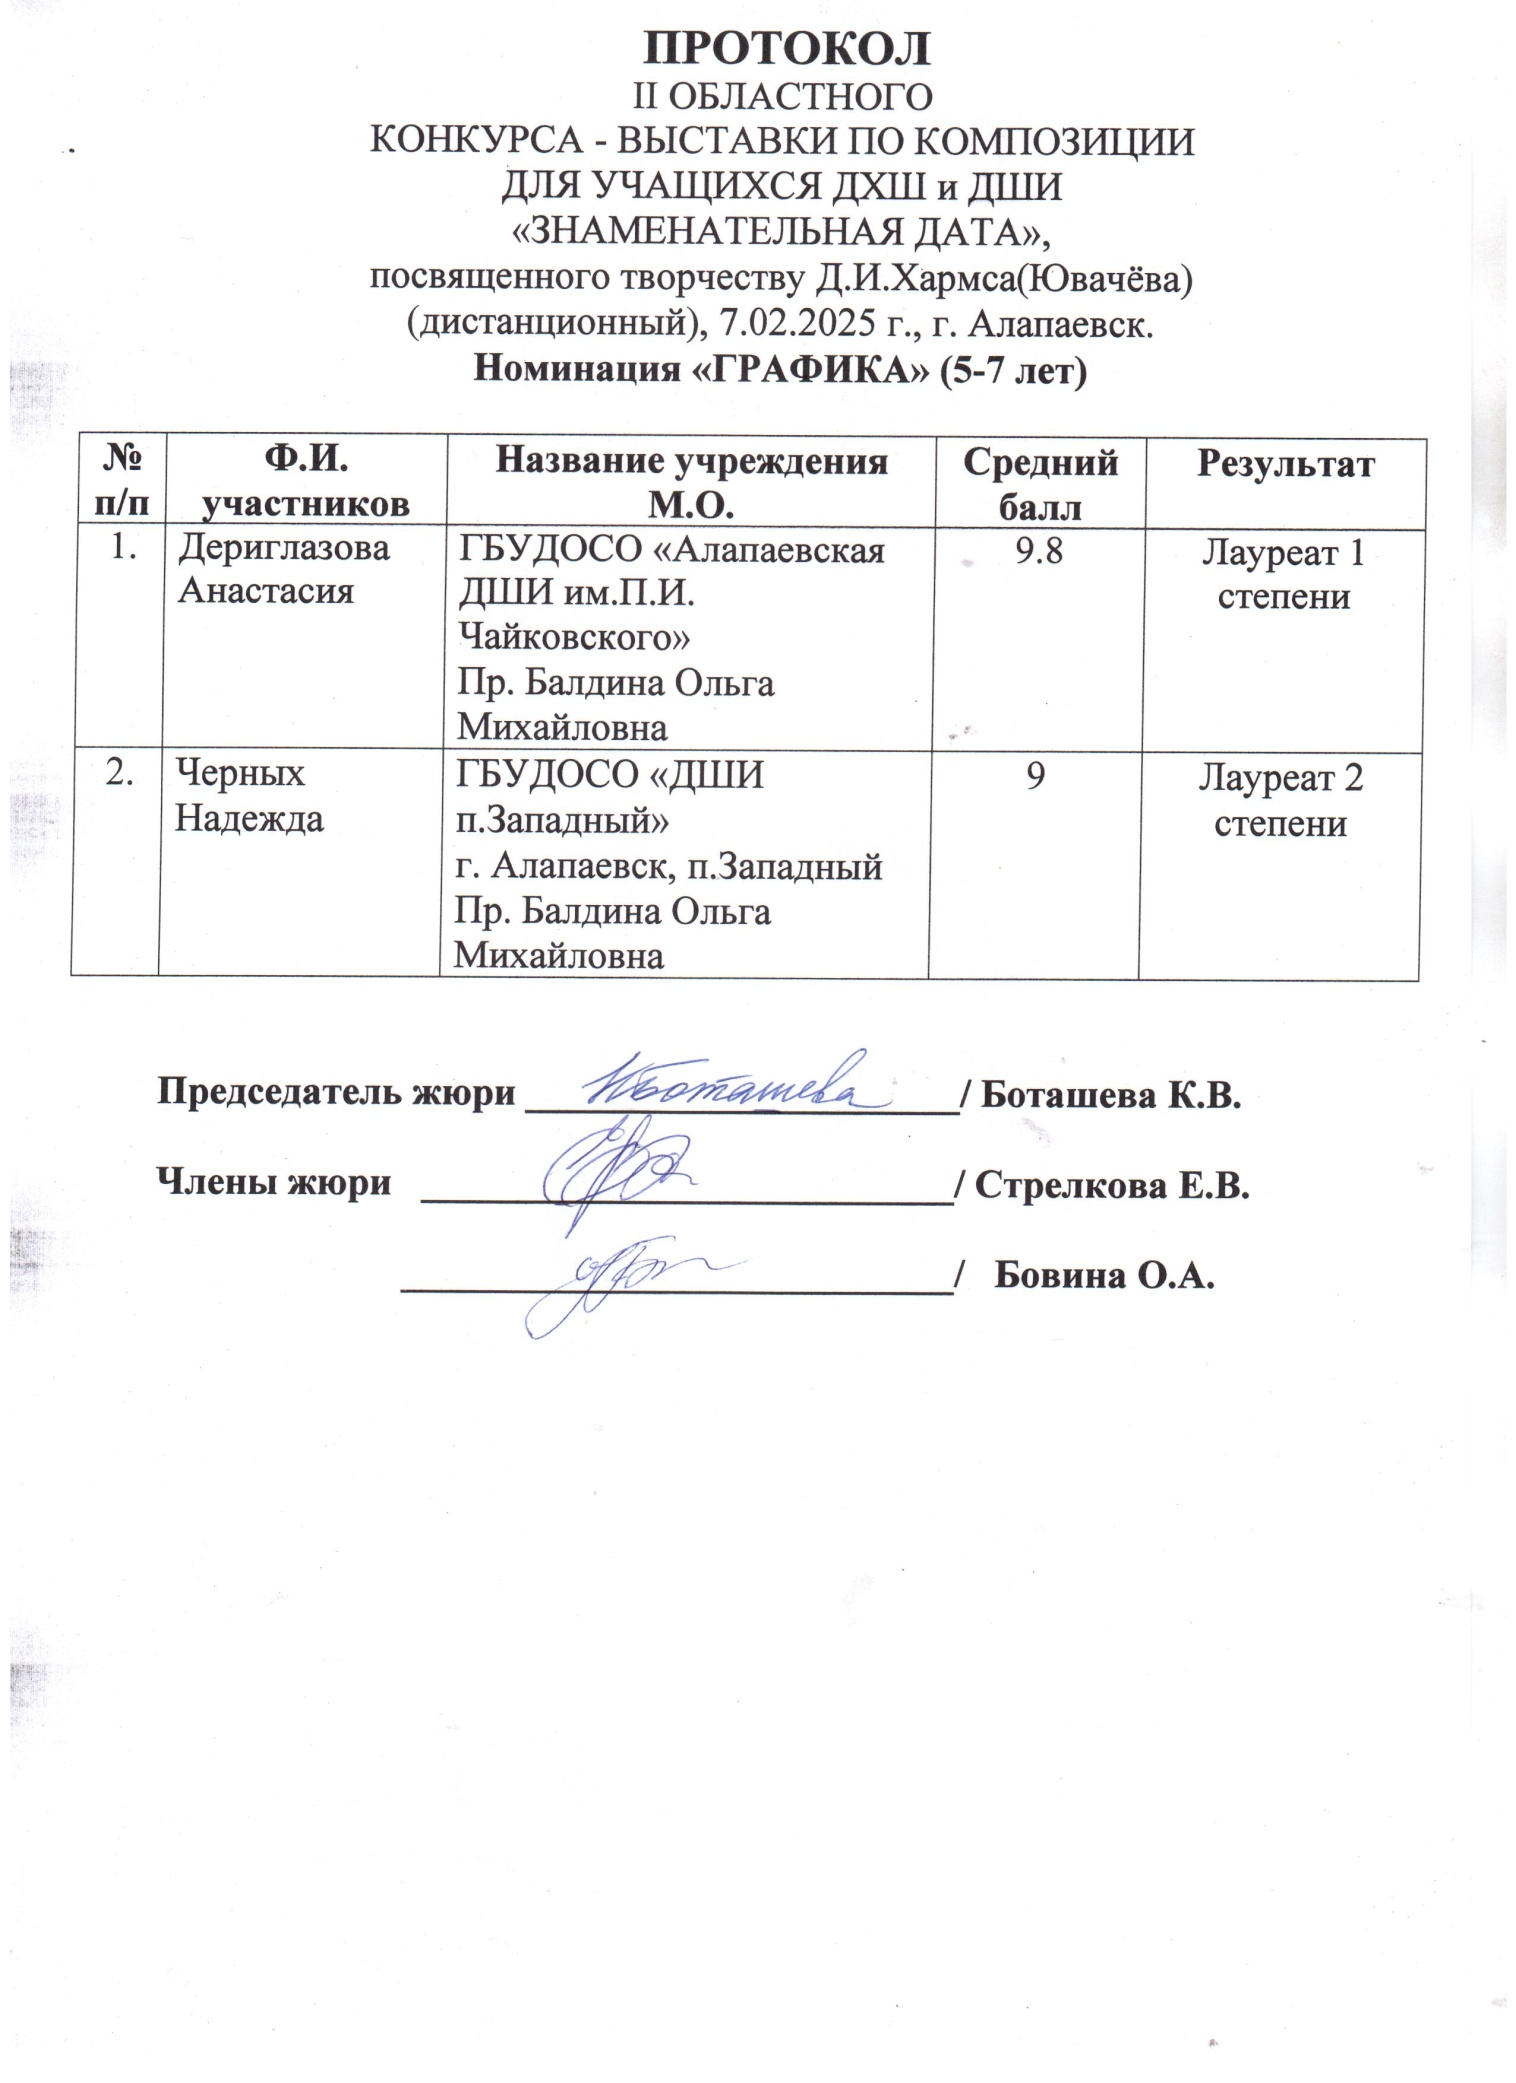 ПРОТОКОЛ
II ОБЛАСТНОГО
КОНКУРСА - ВЫСТАВКИ ПО КОМПОЗИЦИИ
ДЛЯ УЧАЩИХСЯ ДХШ и ДШИ
«ЗНАМЕНАТЕЛЬНАЯ ДАТА»,
посвященного творчеству Д.И.Хармса(Ювачёва)
(дистанционный), 7.02.2025 г., г. Алапаевск.
Номинация «ГРАФИКА» (5-7 лет)
№ п/п
Ф.И. участников
Название учреждения М.О.
Средний балл
Результат
1.
Дериглазова
Анастасия
ГБУДОСО «Алапаевская
ДШИ им.П.И.
Чайковского»
Пр. Балдина Ольга
Михайловна
9.8
Лауреат 1
степени
2.
Черных
Надежда
ГБУДОСО «ДШИ
п.Западный»
г. Алапаевск, п.Западный
Пр. Балдина Ольга
Михайловна
9
Лауреат 2
степени
Председатель жюри Боташева / Боташева К.В.
Члены жюри / Стрелкова Е.В.
/ Бовина О.А.